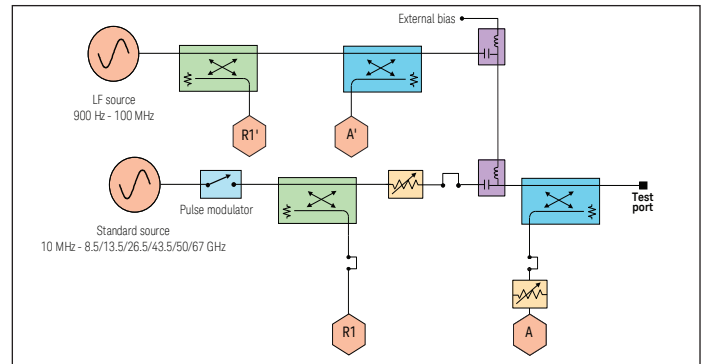 External bias
LF source
900 Hz - 100 MHz
R1'
A'
Pulse modulator
Standard source
10 MHz - 8.5/13.5/26.5/43.5/50/67 GHz
Test
port
R1
A